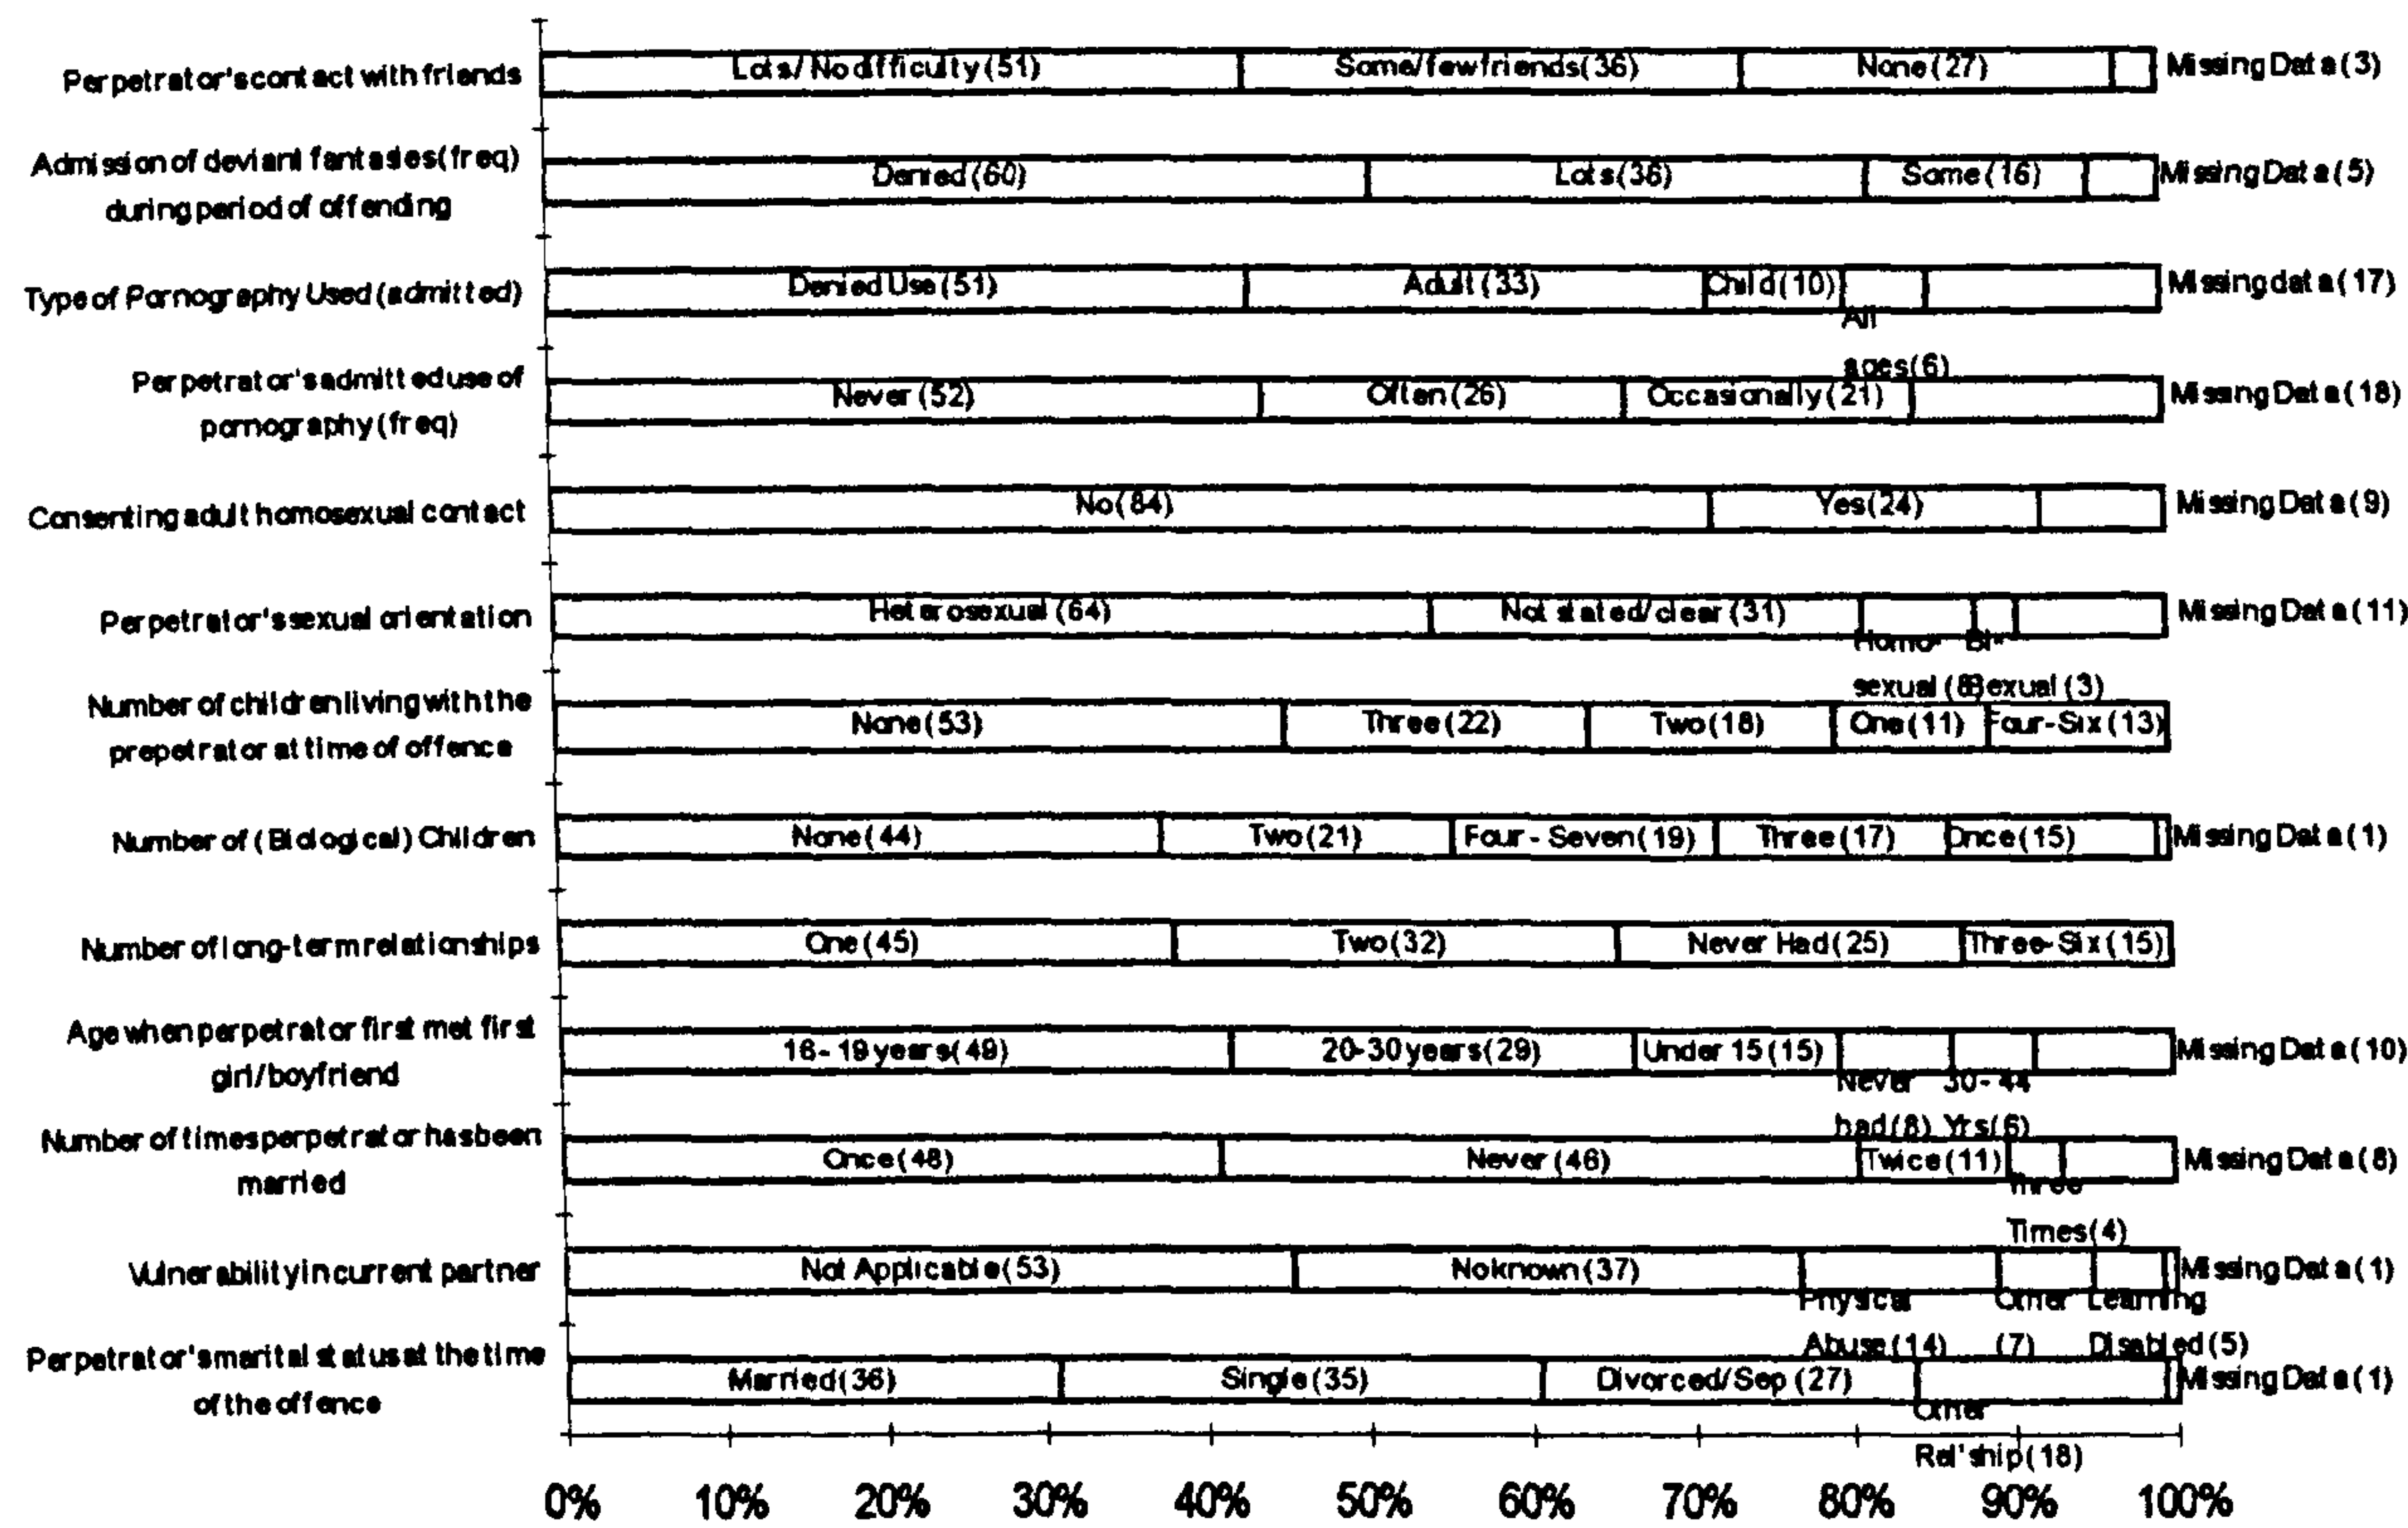 Perpetrator's contact with friends
Lots/ No difficulty (51) Some/few friends (36) None (27) Missing Data (3)
Admission of deviant fantasies (freq)
during period of offending
Denied (60) Lots (36) Some (16) Missing Data (5)
Type of Pornography Used (admitted)
Denied Use (51) Adult (33) Child (10) Missing data (17)
All
ages (6)
Perpetrator's admitted use of
pornography (freq)
Never (52) Often (26) Occasionally (21) Missing Data (18)
Consenting adult homosexual contact
No (84) Yes (24) Missing Data (9)
Perpetrator's sexual orientation
Heterosexual (64) Not stated/ clear (31) Missing Data (11)
Homo- Bi-
sexual (8) Sexual (3)
Number of children living with the
prepetrator at time of offence
None (53) Three (22) Two (18) One (11) Four-Six (13)
Number of (Biological) Children
None (44) Two (21) Four - Seven (19) Three (17) Once (15) Missing Data (1)
Number of long-term relationships
One (45) Two (32) Never Had (25) Three-Six (15)
Age when perpetrator first met first
girl/boyfriend
16- 19 years (49) 20-30 years (29) Under 15 (15) Missing Data (10)
Never 30- 44
had (8) Yrs (6)
Number of times perpetrator has been
married
Once (48) Never (46) Twice (11) Missing Data (8)
Three
Times (4)
Vulnerability in current partner
Not Applicable (53) No known (37) Missing Data (1)
Physical Other Learning
Abuse (14) (7) Disabled (5)
Perpetrator's marital status at the time
of the offence
Married (36) Single (35) Divorced/Sep (27) Missing Data (1)
Other
Rel'ship (18)
0% 10% 20% 30% 40% 50% 60% 70% 80% 90% 100%